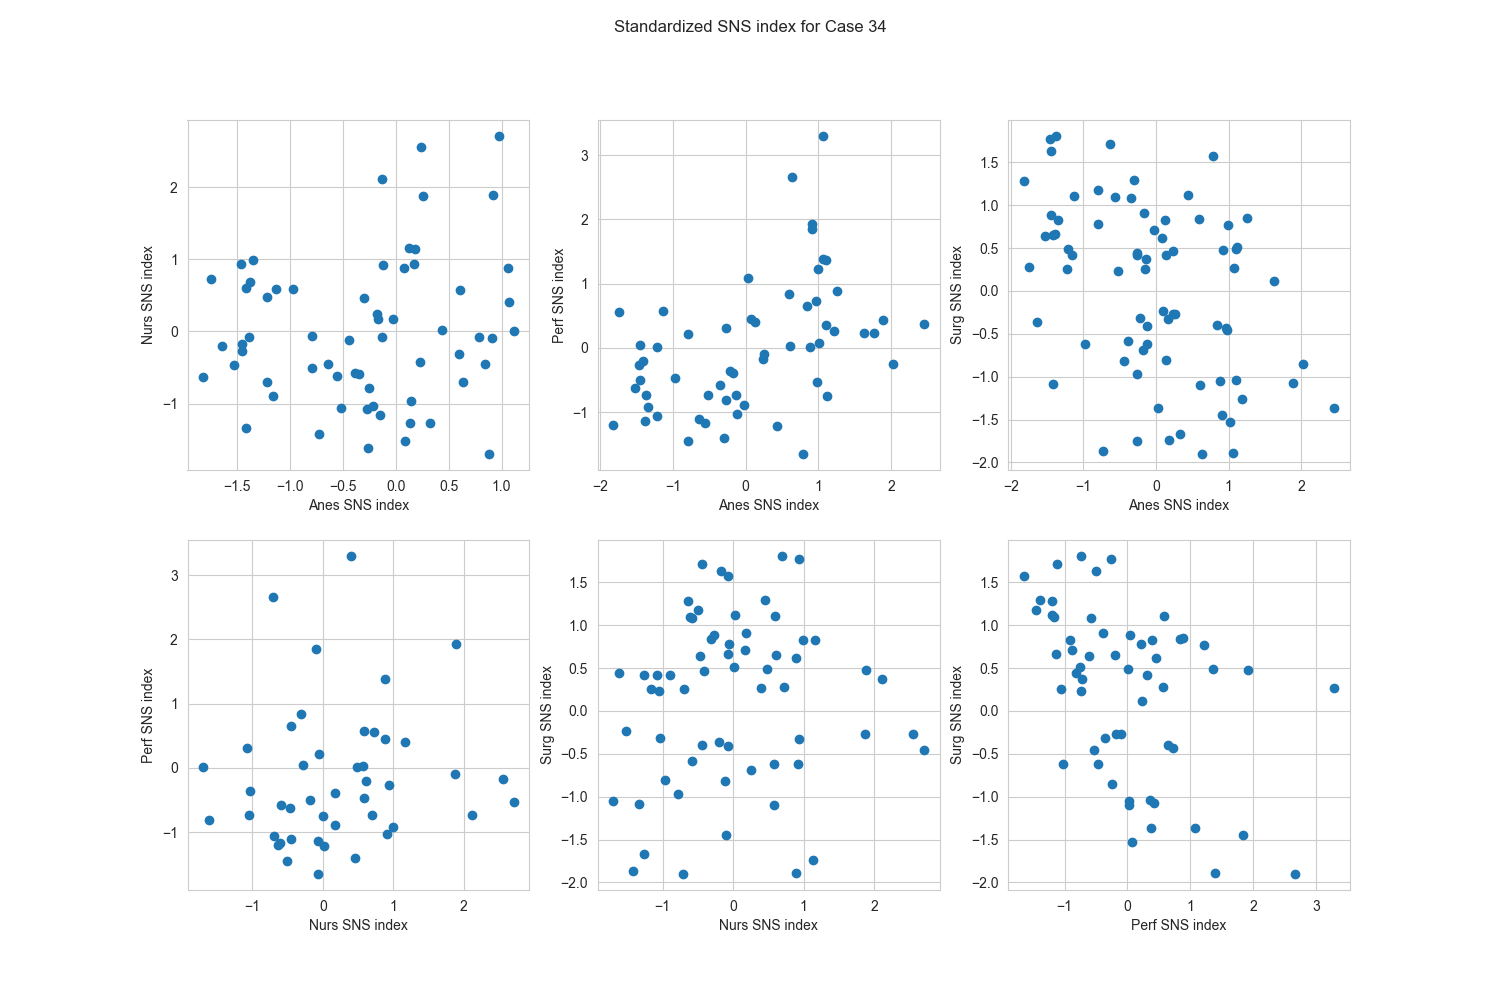 Standardized SNS index for Case 34
Nurs SNS index
2
1
0
−1
−1.5 −1.0 −0.5 0.0 0.5 1.0
Anes SNS index
Perf SNS index
3
2
1
0
−1
−2 −1 0 1 2
Anes SNS index
Surg SNS index
1.5
1.0
0.5
0.0
−0.5
−1.0
−1.5
−2.0
−2 −1 0 1 2
Anes SNS index
Perf SNS index
3
2
1
0
−1
−1 0 1 2
Nurs SNS index
Surg SNS index
1.5
1.0
0.5
0.0
−0.5
−1.0
−1.5
−2.0
−1 0 1 2
Nurs SNS index
Surg SNS index
1.5
1.0
0.5
0.0
−0.5
−1.0
−1.5
−2.0
−1 0 1 2 3
Perf SNS index